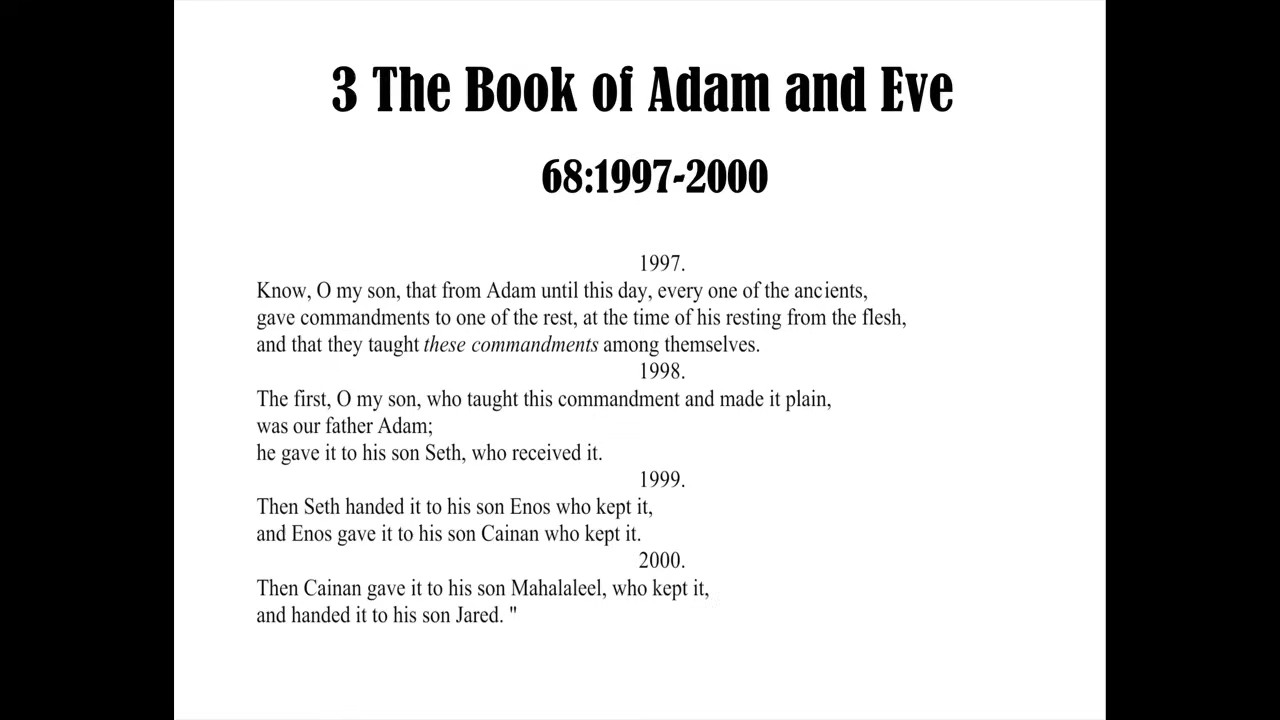 3 The Book of Adam and Eve
68:1997-2000
1997.
Know, O my son, that from Adam until this day, every one of the ancients,
gave commandments to one of the rest, at the time of his resting from the flesh,
and that they taught these commandments among themselves.
1998.
The first, O my son, who taught this commandment and made it plain,
was our father Adam;
he gave it to his son Seth, who received it.
1999.
Then Seth handed it to his son Enos who kept it,
and Enos gave it to his son Cainan who kept it.
2000.
Then Cainan gave it to his son Mahalaleel, who kept it,
and handed it to his son Jared. "